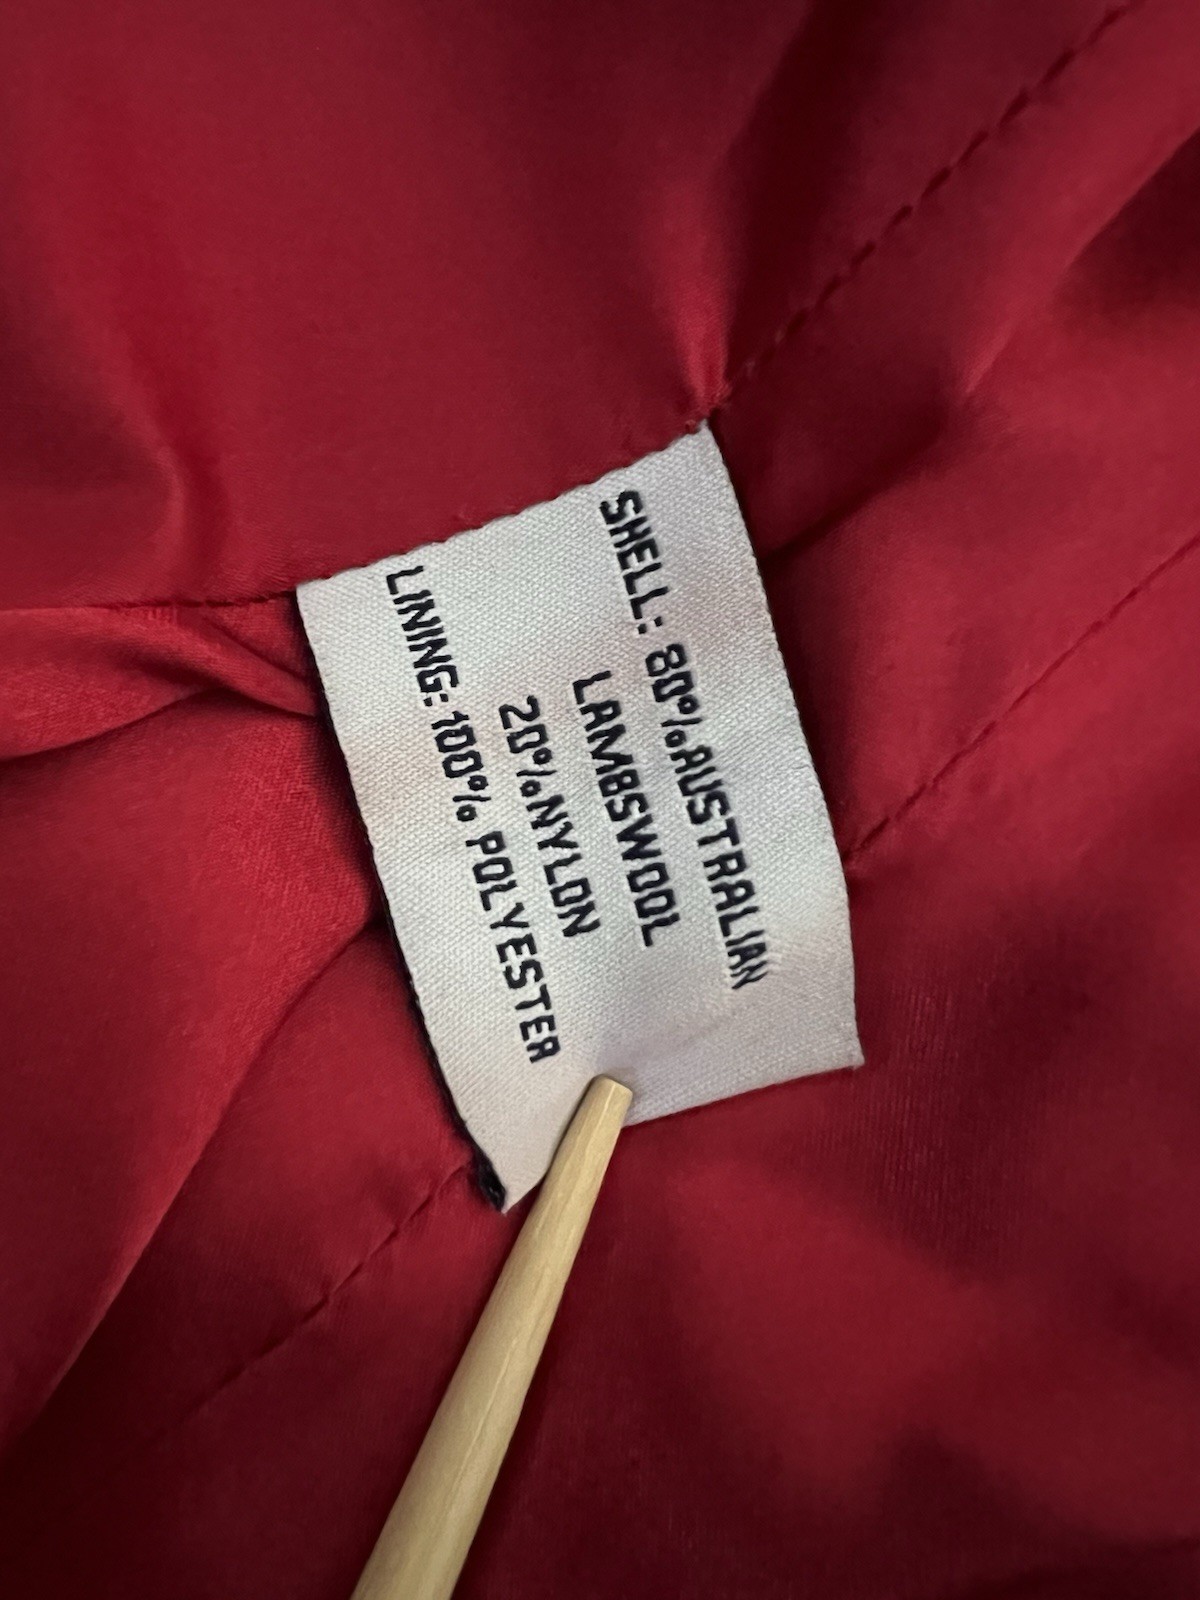 SHELL: 80%AUSTRALIAN
LAMBSWOOL
20%NYLON
LINING: 100% POLYESTER